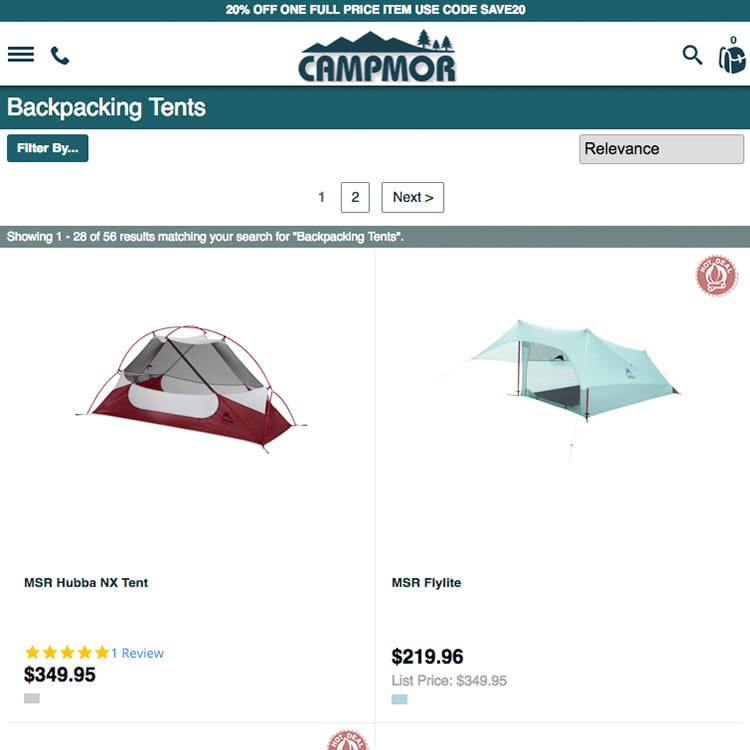 20% OFF ONE FULL PRICE ITEM USE CODE SAVE20
0
CAMPMOR
Backpacking Tents
Filter By...
Relevance
1 2 Next >
Showing 1 - 28 of 56 results matching your search for "Backpacking Tents".
HOT DEAL
MSR Hubba NX Tent
MSR Flylite
1 Review
$349.95
$219.96
List Price: $349.95
HOT DEAL